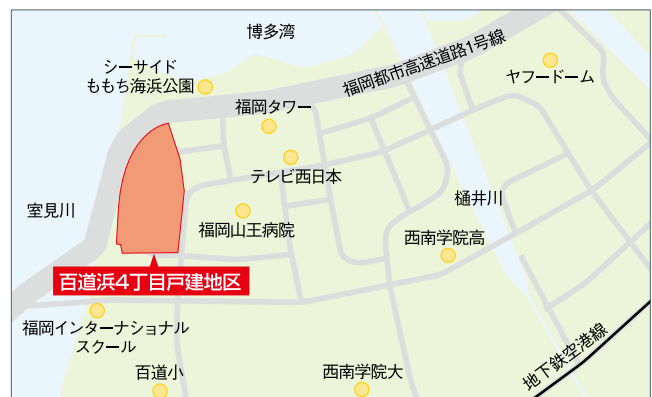 博多湾
シーサイド
ももち海浜公園
福岡都市高速道路1号線
ヤフードーム
福岡タワー
テレビ西日本
室見川
福岡山王病院
樋井川
西南学院高
百道浜4丁目戸建地区
福岡インターナショナル
スクール
地下鉄空港線
百道小
西南学院大